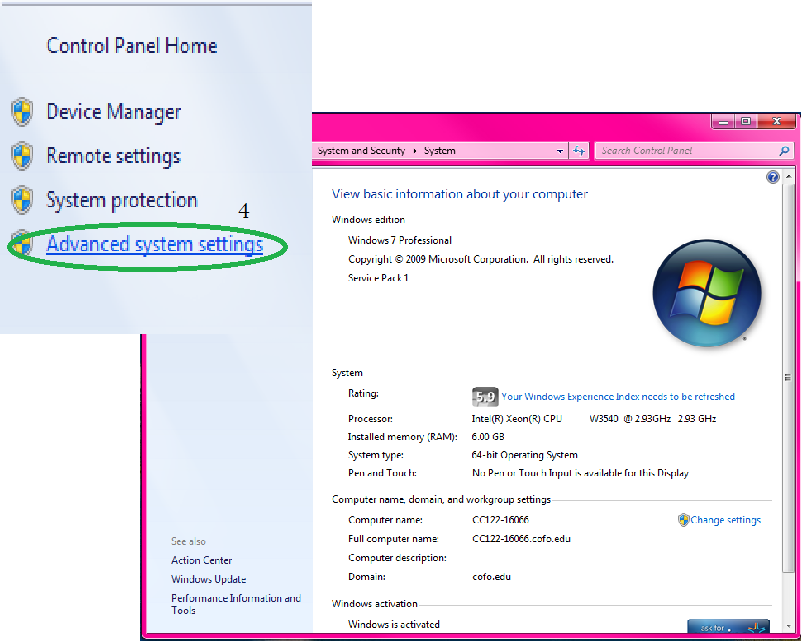 Control Panel Home
Device Manager
Remote settings
System protection
4
Advanced system settings
System and Security System
Search Control Panel
View basic information about your computer
Windows edition
Windows 7 Professional
Copyright © 2009 Microsoft Corporation. All rights reserved.
Service Pack 1
System
Rating: 5,9 Your Windows Experience Index needs to be refreshed
Processor: Intel(R) Xeon(R) CPU W3540 @ 2.93GHz 2.93 GHz
Installed memory (RAM): 6.00 GB
System type: 64-bit Operating System
Pen and Touch: No Pen or Touch Input is available for this Display
Computer name, domain, and workgroup settings
Computer name: CC122-16066 Change settings
Full computer name: CC122-16066.cofo.edu
Computer description:
Domain: cofo.edu
Windows activation
Windows is activated
ask for
See also
Action Center
Windows Update
Performance Information and
Tools